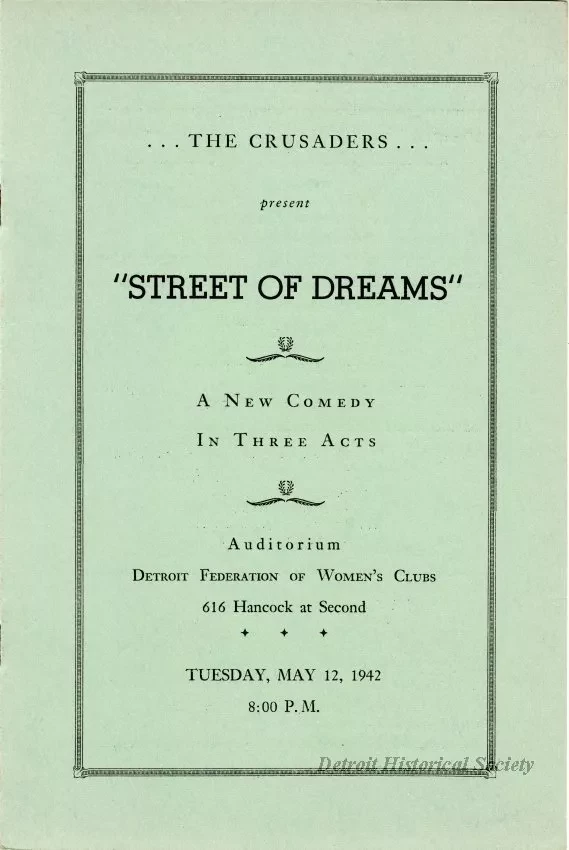 . . . THE CRUSADERS . . .
present
"STREET OF DREAMS"
A NEW COMEDY
IN THREE ACTS
Auditorium
DETROIT FEDERATION OF WOMEN'S CLUBS
616 Hancock at Second
TUESDAY, MAY 12, 1942
8:00 P. M.
Detroit Historical Society